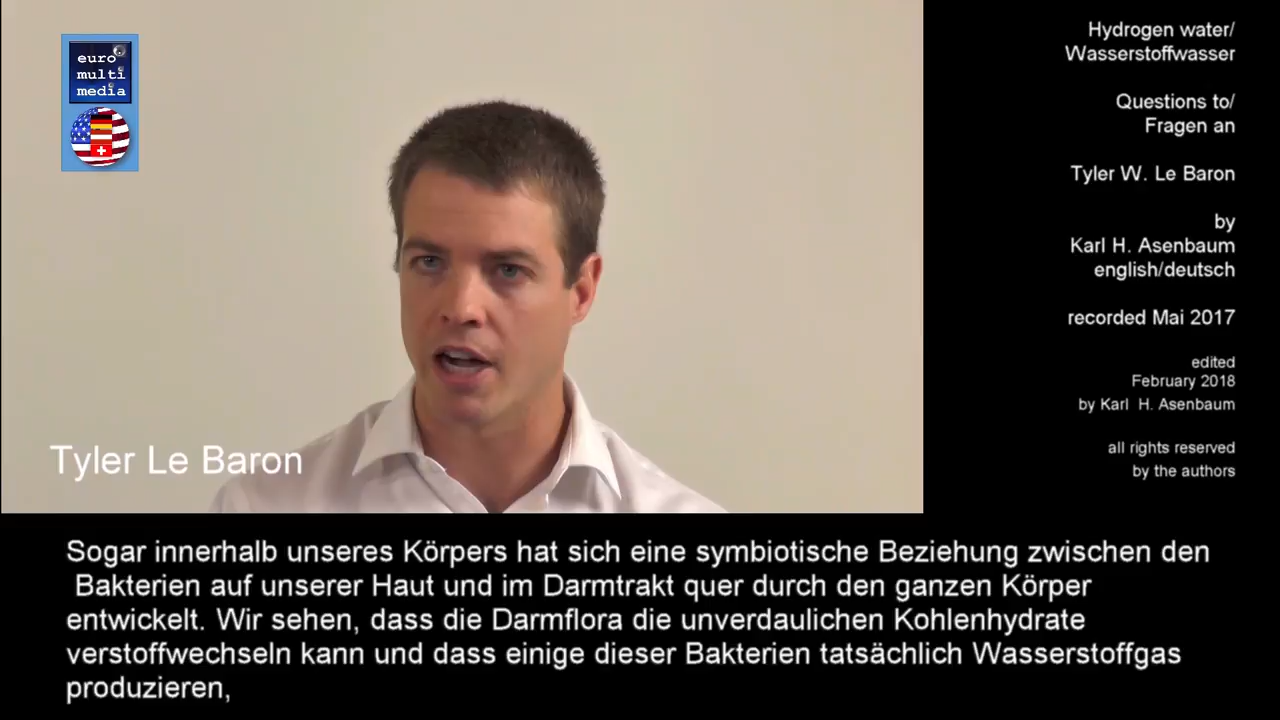 euro
multi
media
Hydrogen water/
Wasserstoffwasser
Questions to/
Fragen an
Tyler W. Le Baron
by
Karl H. Asenbaum
english/deutsch
recorded Mai 2017
edited
February 2018
by Karl H. Asenbaum
all rights reserved
by the authors
Tyler Le Baron
Sogar innerhalb unseres Körpers hat sich eine symbiotische Beziehung zwischen den
Bakterien auf unserer Haut und im Darmtrakt quer durch den ganzen Körper
entwickelt. Wir sehen, dass die Darmflora die unverdaulichen Kohlenhydrate
verstoffwechseln kann und dass einige dieser Bakterien tatsächlich Wasserstoffgas
produzieren,